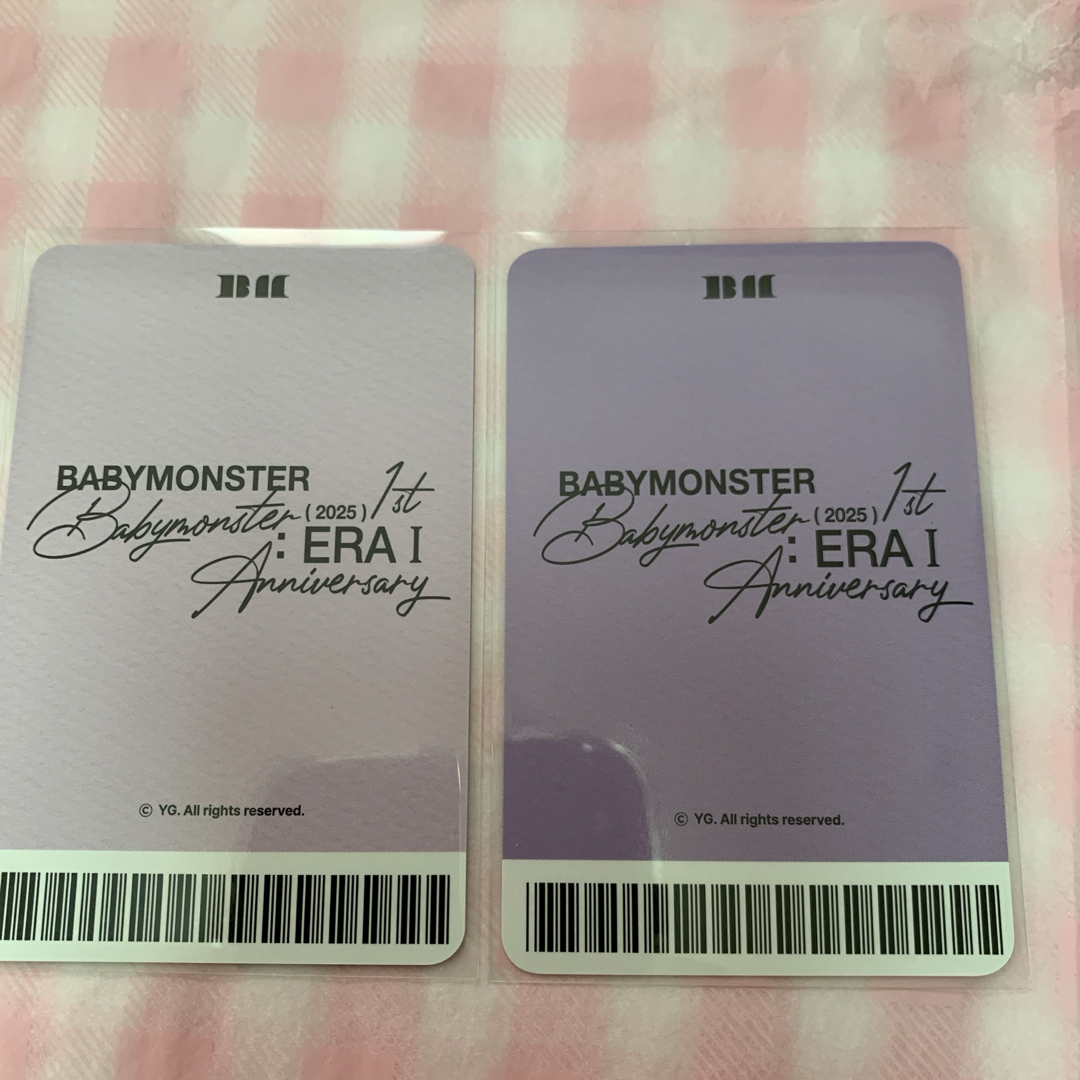 BM
BABYMONSTER
Babymonster (2025) 1st
: ERA I
Anniversary
© YG. All rights reserved.
BM
BABYMONSTER
Babymonster (2025) 1st
: ERA I
Anniversary
© YG. All rights reserved.